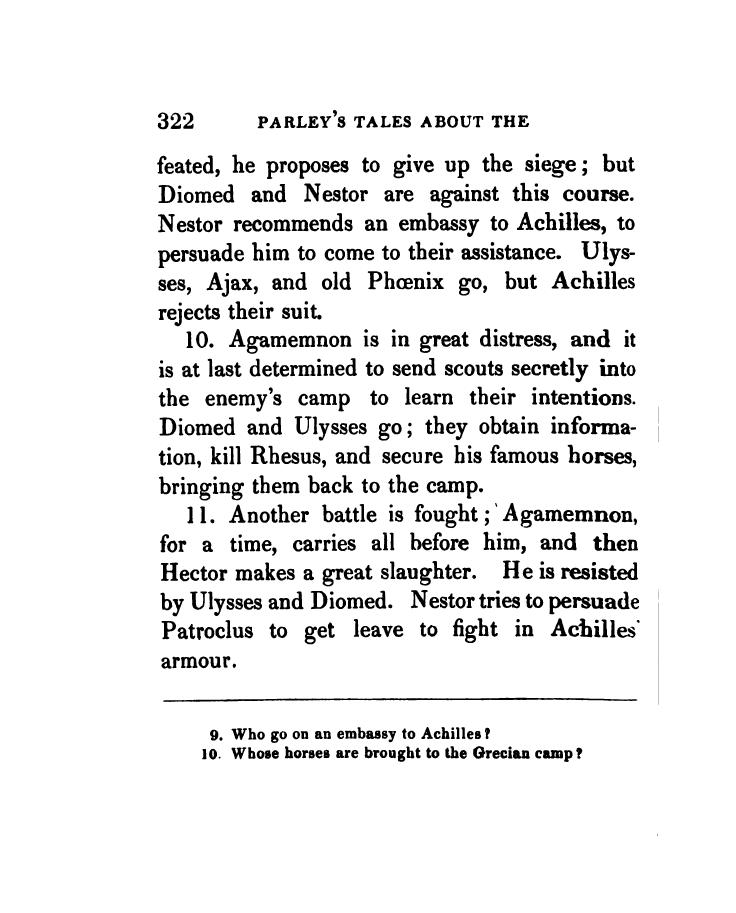 322 PARLEY'S TALES ABOUT THE
feated, he proposes to give up the siege; but
Diomed and Nestor are against this course.
Nestor recommends an embassy to Achilles, to
persuade him to come to their assistance. Ulys-
ses, Ajax, and old Phœnix go, but Achilles
rejects their suit.
10. Agamemnon is in great distress, and it
is at last determined to send scouts secretly into
the enemy's camp to learn their intentions.
Diomed and Ulysses go; they obtain informa-
tion, kill Rhesus, and secure his famous horses,
bringing them back to the camp.
11. Another battle is fought; Agamemnon,
for a time, carries all before him, and then
Hector makes a great slaughter. He is resisted
by Ulysses and Diomed. Nestor tries to persuade
Patroclus to get leave to fight in Achilles'
armour.
9. Who go on an embassy to Achilles?
10. Whose horses are brought to the Grecian camp?